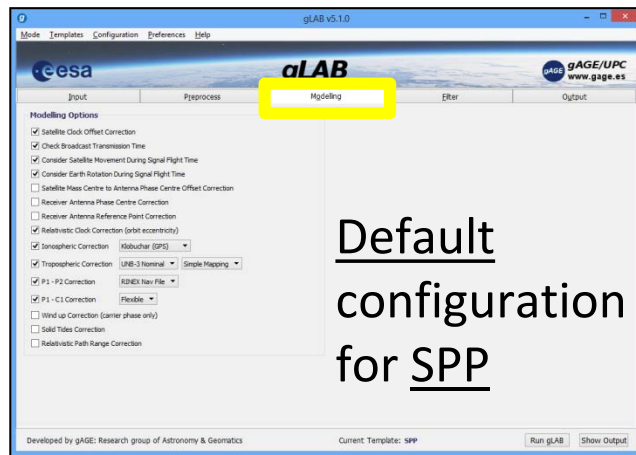 gLAB v5.1.0
Mode Templates Configuration Preferences Help
esa
gLAB
gAGE
gAGE/UPC
www.gage.es
Input Preprocess Modelling Filter Output
Modelling Options
Satellite Clock Offset Correction
Check Broadcast Transmission Time
Consider Satellite Movement During Signal Flight Time
Consider Earth Rotation During Signal Flight Time
Satellite Mass Centre to Antenna Phase Centre Offset Correction
Receiver Antenna Phase Centre Correction
Receiver Antenna Reference Point Correction
Relativistic Clock Correction (orbit eccentricity)
Ionospheric Correction Klobuchar (GPS)
Tropospheric Correction UNB-3 Nominal Simple Mapping
P1 - P2 Correction RINEX Nav File
P1 - C1 Correction Flexible
Wind up Correction (carrier phase only)
Solid Tides Correction
Relativistic Path Range Correction
Default
configuration
for SPP
Developed by gAGE: Research group of Astronomy & Geomatics Current Template: SPP Run gLAB Show Output